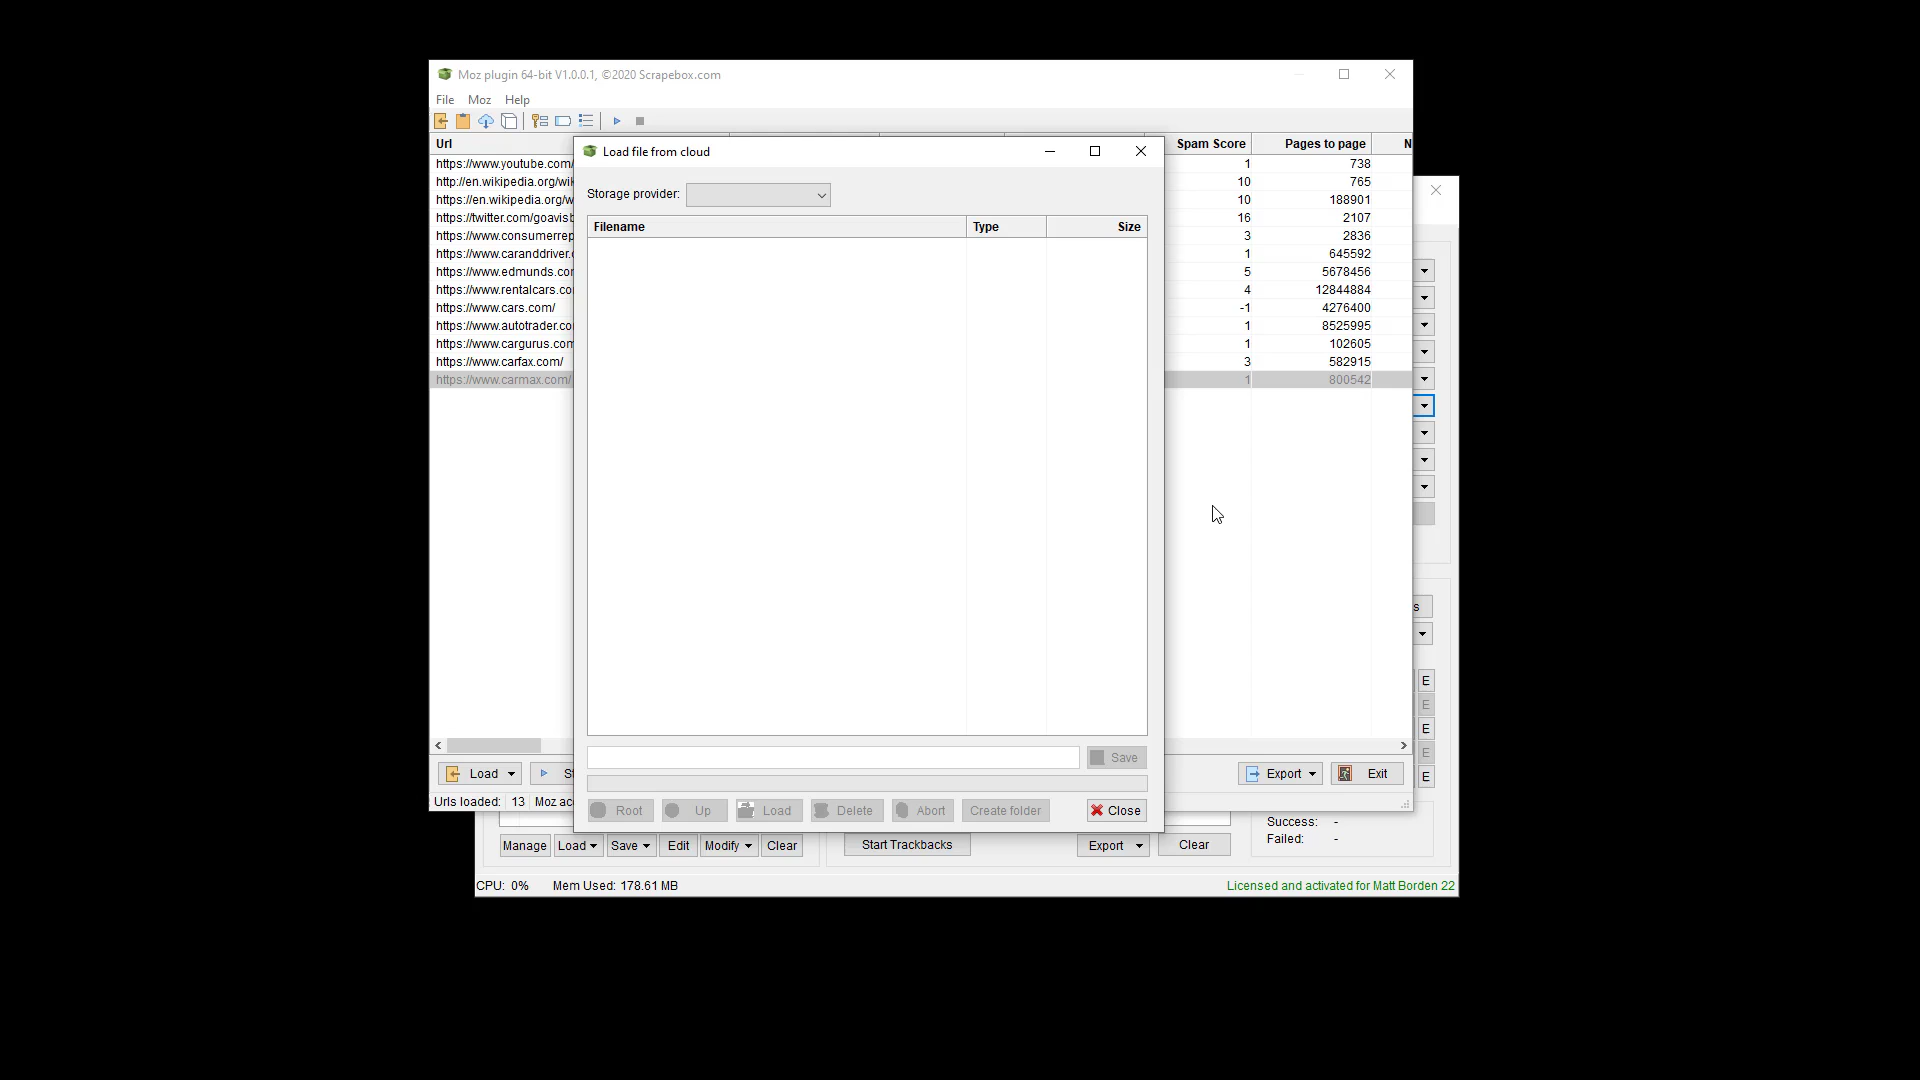 Moz plugin 64-bit V1.0.0.1, ©2020 Scrapebox.com
File Moz Help
Url Spam Score Pages to page N
Load file from cloud
Storage provider:
Filename Type Size
https://www.youtube.com/ 1 738
http://en.wikipedia.org/wik 10 765
https://en.wikipedia.org/w 10 188901
https://twitter.com/goavisb 16 2107
https://www.consumerrep 3 2836
https://www.caranddriver. 1 645592
https://www.edmunds.com 5 5678456
https://www.rentalcars.co 4 12844884
https://www.cars.com/ -1 4276400
https://www.autotrader.co 1 8525995
https://www.cargurus.com 1 102605
https://www.carfax.com/ 3 582915
https://www.carmax.com/ 1 800542
s
E
E
E
E
E
Save
Load St Export Exit
Urls loaded: 13 Moz acc
Root Up Load Delete Abort Create folder Close
Success: -
Failed: -
Manage Load Save Edit Modify Clear Start Trackbacks Export Clear
CPU: 0% Mem Used: 178.61 MB Licensed and activated for Matt Borden 22